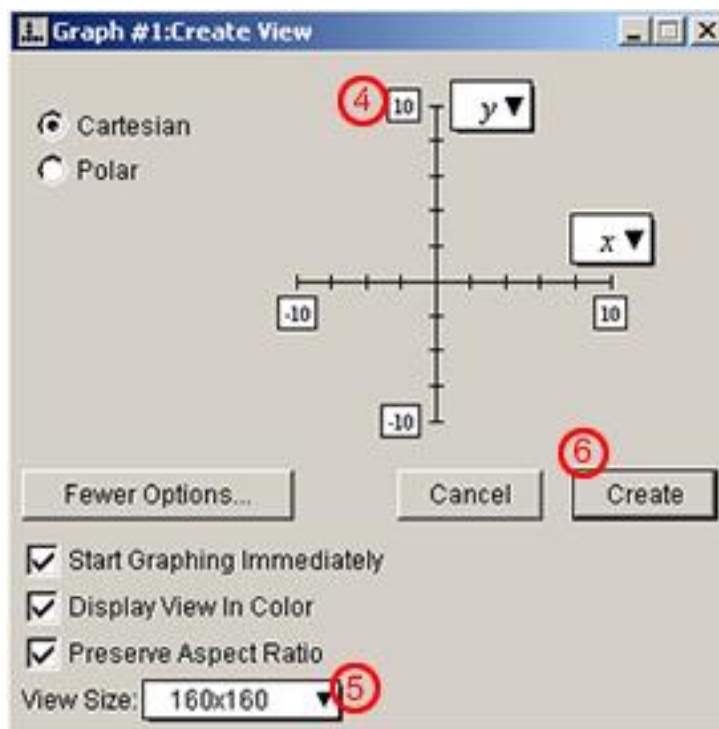 Graph #1:Create View
4
10
y
Cartesian
Polar
x
-10
10
-10
6
Fewer Options...
Cancel
Create
Start Graphing Immediately
Display View In Color
Preserve Aspect Ratio
View Size: 160x160
5